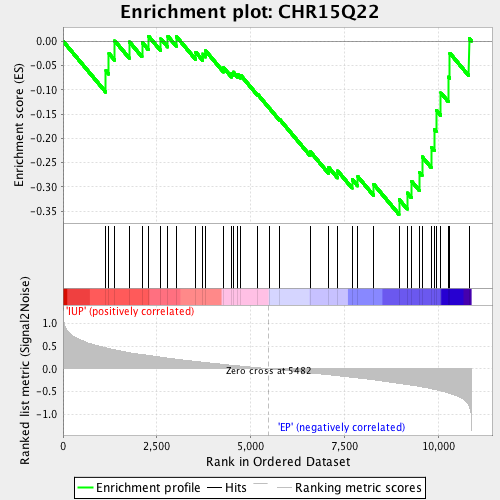 Enrichment plot: CHR15Q22
Enrichment score (ES)
0.00
-0.05
-0.10
-0.15
-0.20
-0.25
-0.30
-0.35
'IUP' (positively correlated)
Ranked list metric (Signal2Noise)
1.0
0.5
0.0
-0.5
-1.0
Zero cross at 5482
'EP' (negatively correlated)
0
2,500
5,000
7,500
10,000
Rank in Ordered Dataset
Enrichment profile
Hits
Ranking metric scores